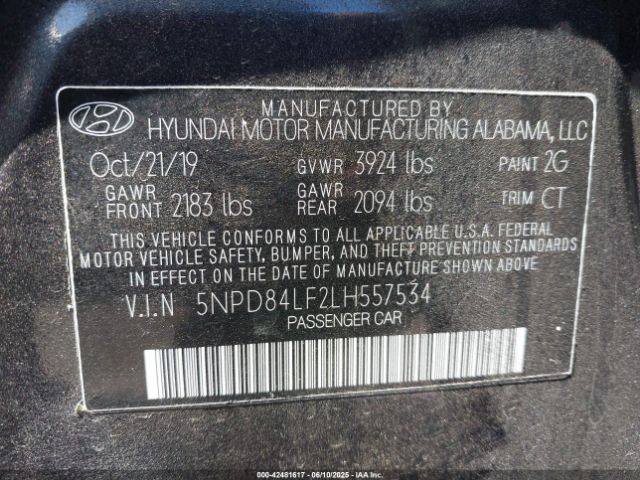 MANUFACTURED BY
HYUNDAI MOTOR MANUFACTURING ALABAMA, LLC
Oct/21/19 GVWR 3924 lbs PAINT 2G
GAWR FRONT 2183 lbs GAWR REAR 2094 lbs TRIM CT
THIS VEHICLE CONFORMS TO ALL APPLICABLE U.S.A. FEDERAL
MOTOR VEHICLE SAFETY, BUMPER, AND THEFT PREVENTION STANDARDS
IN EFFECT ON THE DATE OF MANUFACTURE SHOWN ABOVE.
V.I.N 5NPD84LF2LH557534
PASSENGER CAR
000-42481617 - 06/10/2025 - IAA Inc.